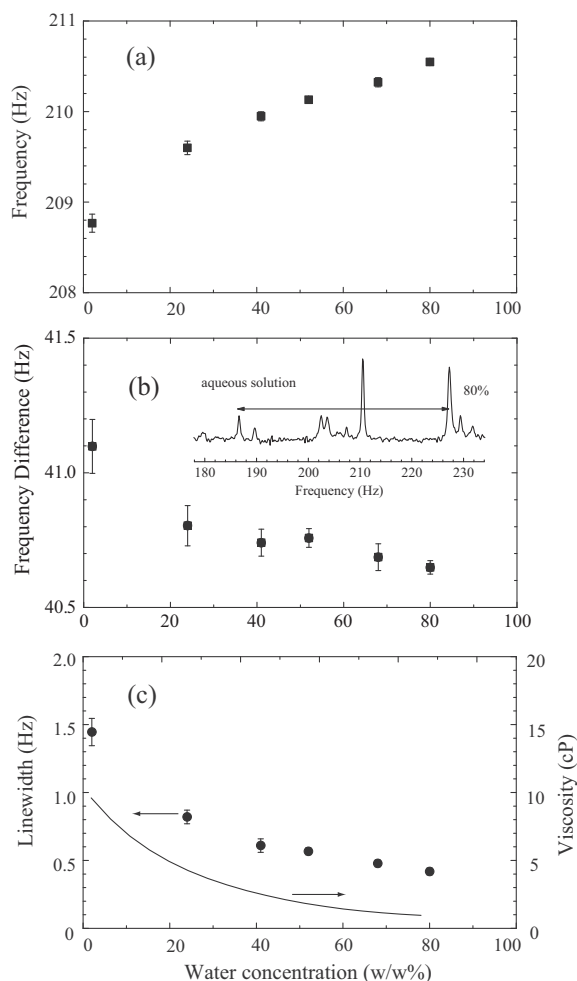 211
(a)
Frequency (Hz)
210
209
208
0 20 40 60 80 100
41.5
(b)
aqueous solution
80%
180 190 200 210 220 230
Frequency (Hz)
Frequency Difference (Hz)
41.0
40.5
0 20 40 60 80 100
2.0 20
(c)
1.5 15
Linewidth (Hz)
Viscosity (cP)
1.0 10
0.5 5
0 0
0 20 40 60 80 100
Water concentration (w/w%)